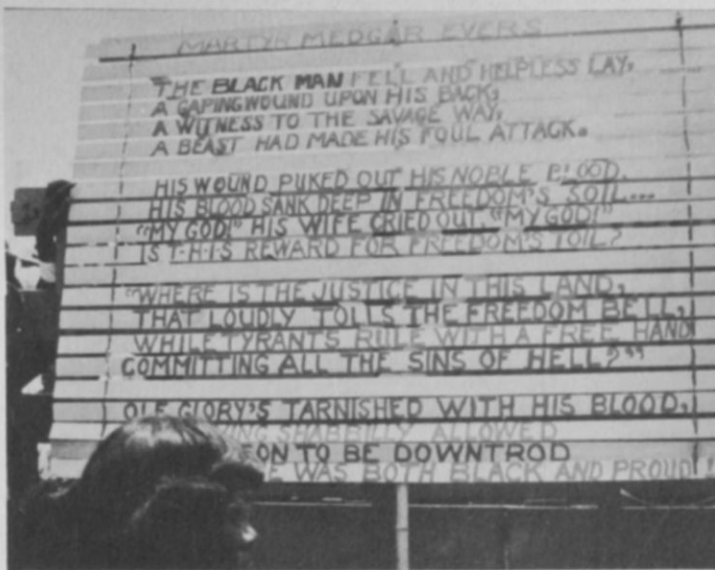 MARTYR MEDGAR EVERS
"THE BLACK MAN FELL AND HELPLESS LAY,
A GAPING WOUND UPON HIS BACK,
A WITNESS TO THE SAVAGE WAY,
A BEAST HAD MADE HIS FOUL ATTACK.
HIS WOUND PUKED OUT HIS NOBLE BLOOD.
HIS BLOOD SANK DEEP IN FREEDOM'S SOIL...
"MY GOD!" HIS WIFE CRIED OUT, "MY GOD!"
IS T-H-I-S REWARD FOR FREEDOM'S TOIL?
"WHERE IS THE JUSTICE IN THIS LAND,
THAT LOUDLY TOLLS THE FREEDOM BELL,
WHILE TYRANTS RULE WITH A FREE HAND
COMMITTING ALL THE SINS OF HELL?"
OLE GLORY'S TARNISHED WITH HIS BLOOD,
SHABBILY ALLOWED
TO BE DOWNTROD
WAS BOTH BLACK AND PROUD!